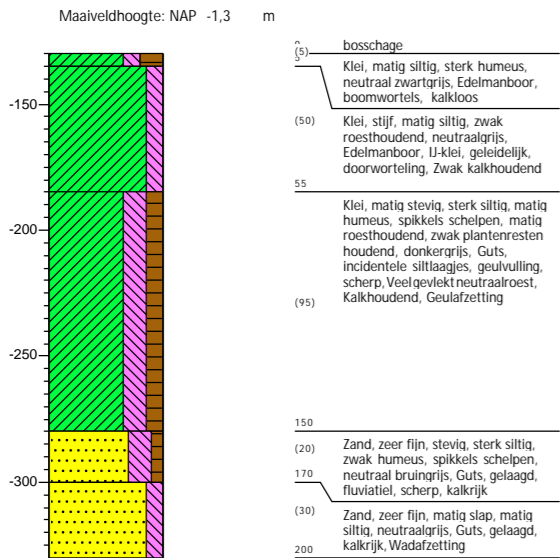 Maaiveldhoogte: NAP -1,3 m
bosschage
(5)
5
Klei, matig siltig, sterk humeus,
neutraal zwartgrijs, Edelmanboor,
boomwortels, kalkloos
-150
(50)
Klei, stijf, matig siltig, zwak
roesthoudend, neutraalgrijs,
Edelmanboor, IJ-klei, geleidelijk,
doorworteling, Zwak kalkhoudend
55
-200
Klei, matig stevig, sterk siltig, matig
humeus, spikkels schelpen, matig
roesthoudend, zwak plantenresten
houdend, donkergrijs, Guts,
incidentele siltlaagjes, geulvulling,
scherp, Veel gevlekt neutraalroest,
Kalkhoudend, Geulafzetting
-250
(95)
150
(20)
Zand, zeer fijn, stevig, sterk siltig,
zwak humeus, spikkels schelpen,
neutraal bruingrijs, Guts, gelaagd,
fluviatiel, scherp, kalkrijk
-300
170
(30)
Zand, zeer fijn, matig slap, matig
siltig, neutraalgrijs, Guts, gelaagd,
kalkrijk, Wadafzetting
200